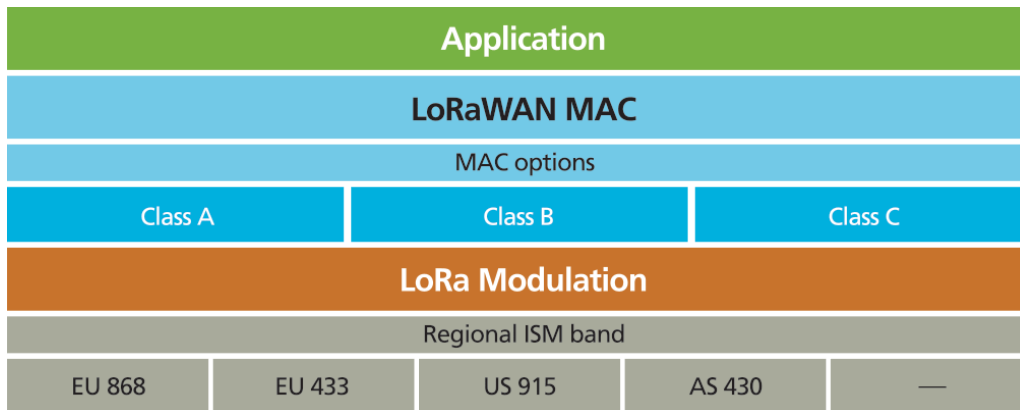 Application
LoRaWAN MAC
MAC options
Class A Class B Class C
LoRa Modulation
Regional ISM band
EU 868 EU 433 US 915 AS 430 —